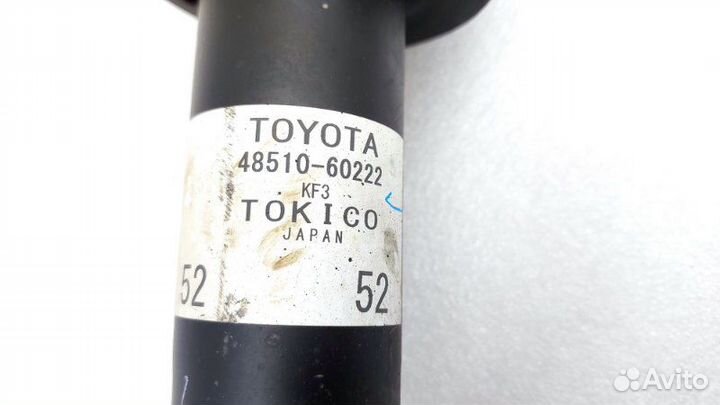 TOYOTA
48510-60222
KF3
TOKICO
JAPAN
52 52
Avito